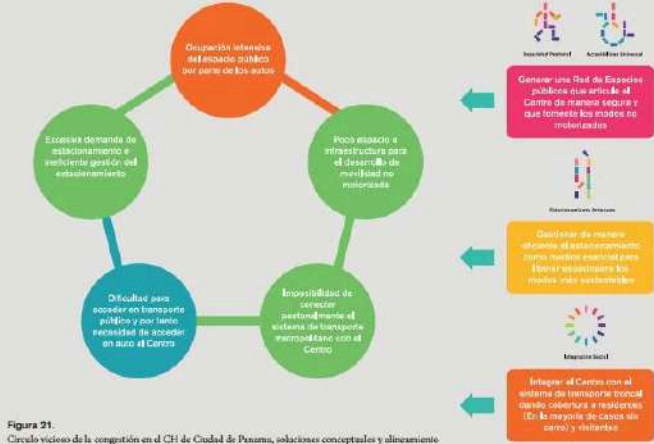 Ocupación intensiva
del espacio público
por parte de los autos
Poco espacio e
infraestructura para
el desarrollo de
movilidad no
motorizada
Imposibilidad de
conectar
peatonalmente el
sistema de transporte
metropolitano con el
Centro
Dificultad para
acceder en transporte
público y por tanto
necesidad de acceder
en auto al Centro
Excesiva demanda de
estacionamiento e
ineficiente gestión del
estacionamiento
Seguridad Peatonal
Accesibilidad Universal
Generar una Red de Espacios
públicos que articule el
Centro de manera segura y
que fomente los modos no
motorizados
Gestionar de manera
eficiente el estacionamiento
como medida esencial para
liberar espacio para los
modos más sustentables
Integración Social
Integrar el Centro con el
sistema de transporte troncal
dando cobertura a residentes
(En la mayoría de casos sin
carro) y visitantes
Figura 21.
Círculo vicioso de la congestión en el CH de Ciudad de Panama, soluciones conceptuales y alineamiento